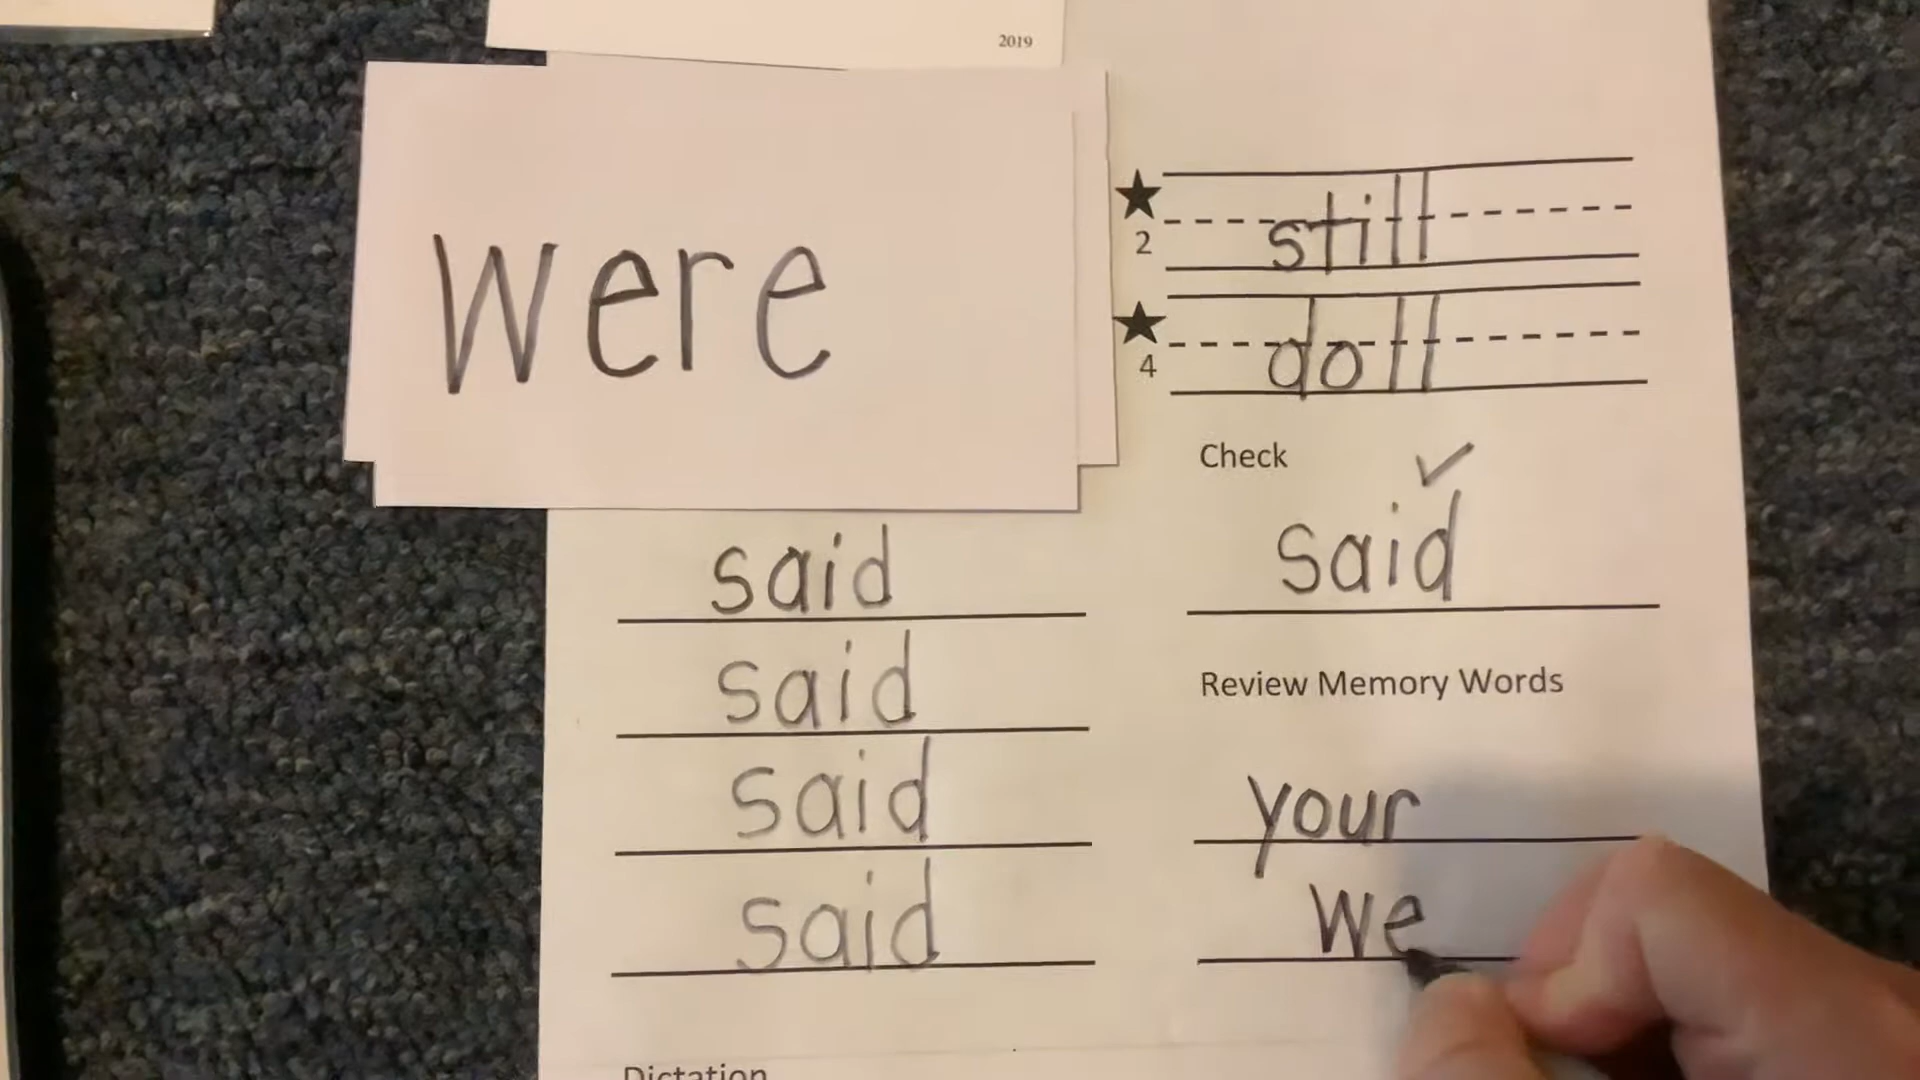 2019
were
★ still
2
★ doll
4
Check ✓
said
said
said
said
said
Review Memory Words
your
we
Dictation